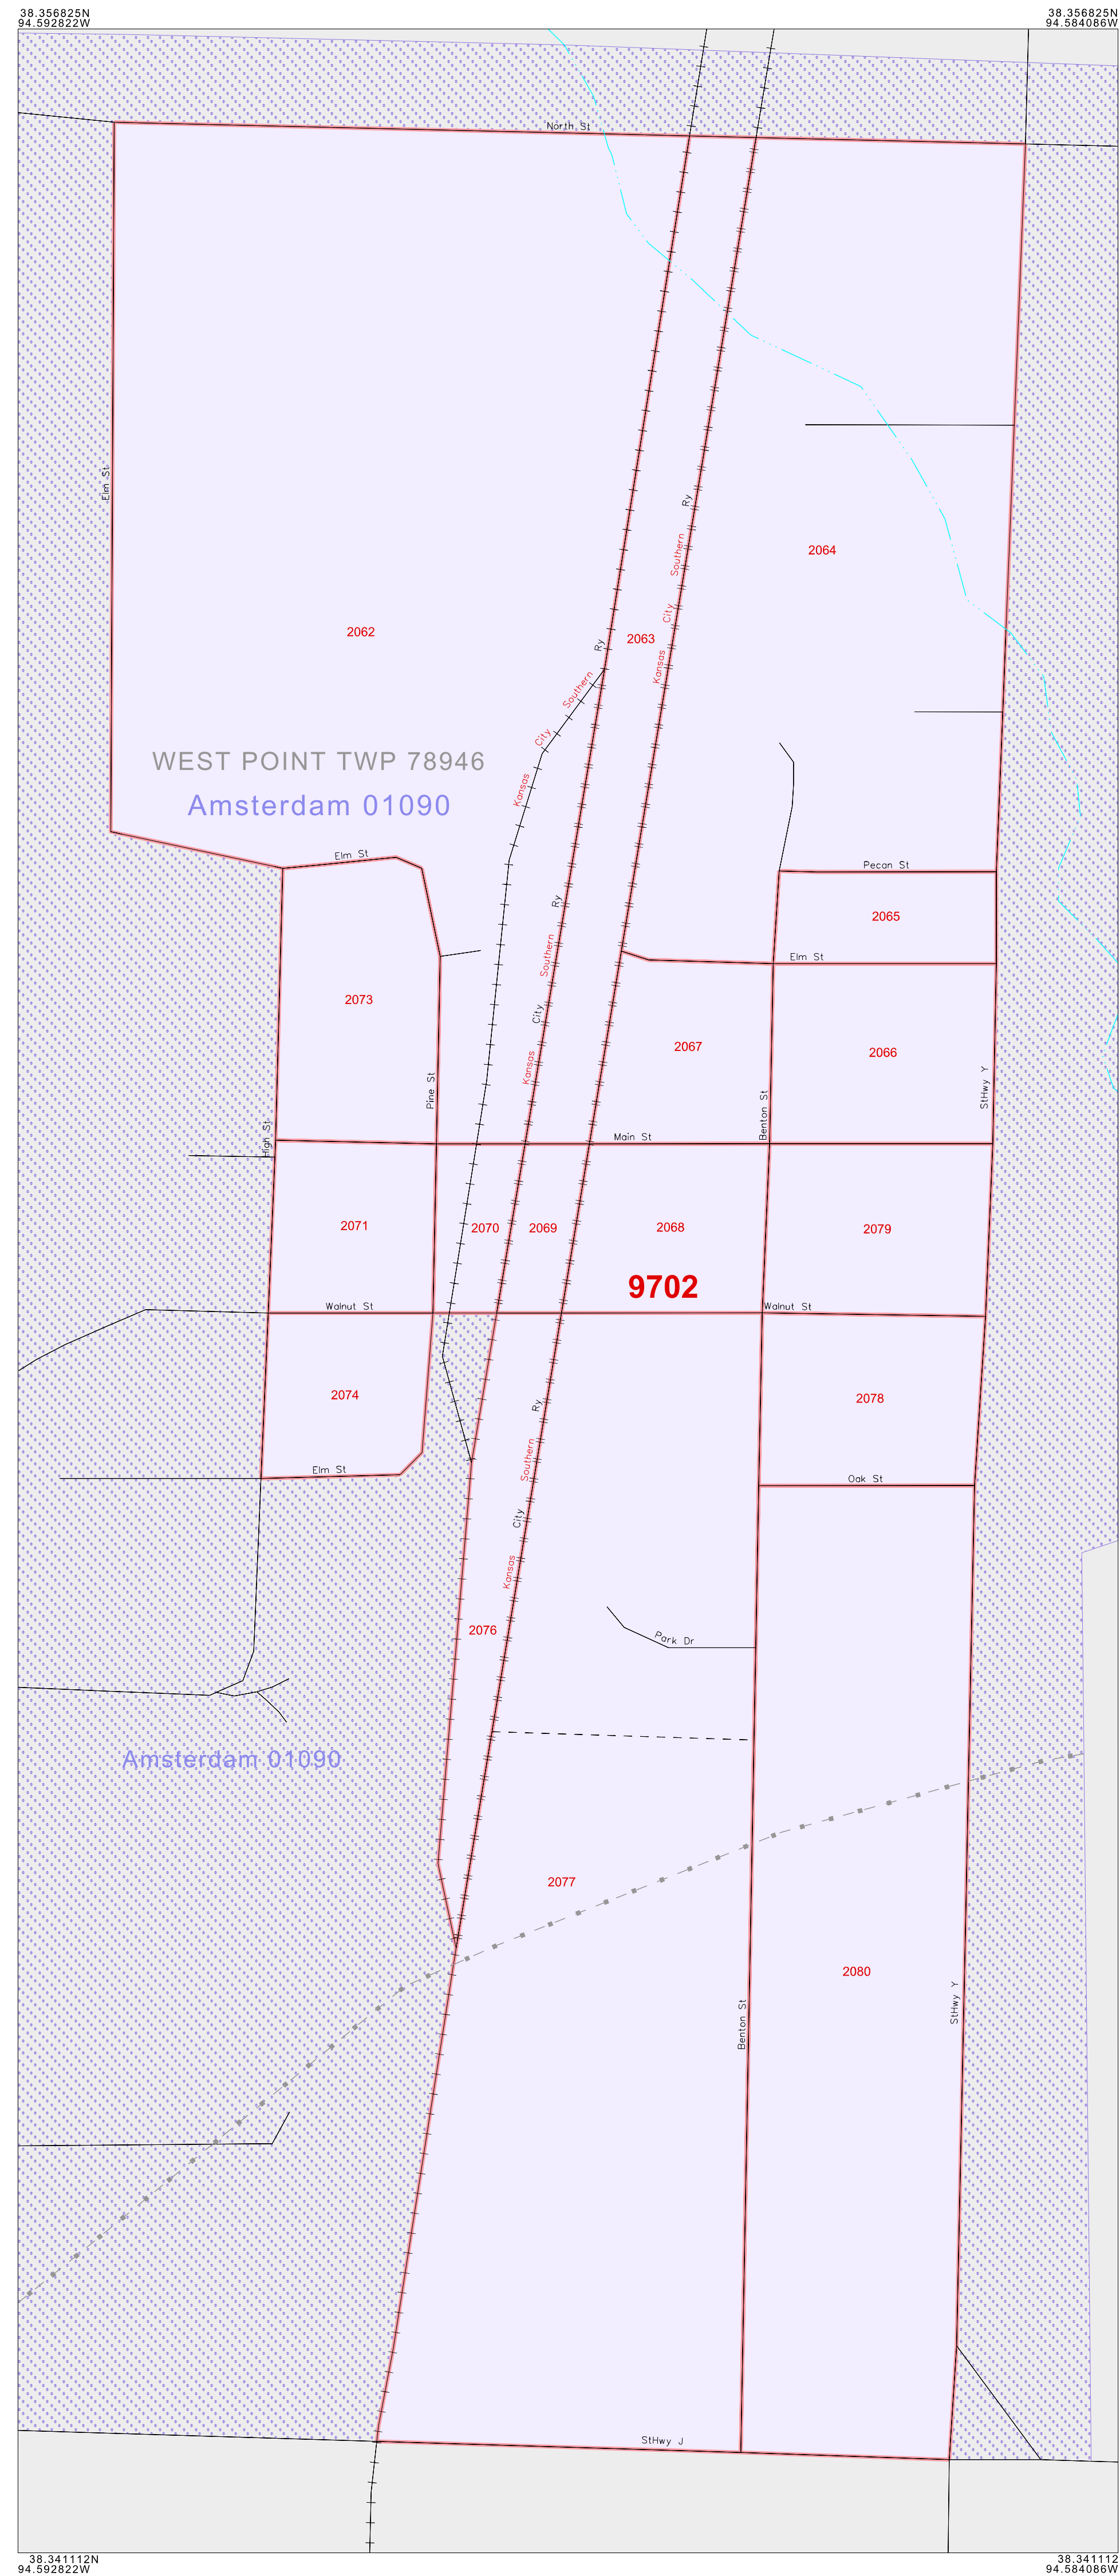 38.356825N
94.592822W
38.356825N
94.584086W
North St
Elm St
Ry
Southern
City
Kansas
2064
2062
2063
Ry
Southern
City
Kansas
WEST POINT TWP 78946
Amsterdam 01090
Elm St
Pecan St
2065
Ry
Southern
City
Kansas
Elm St
2073
2067
2066
Pine St
Benton St
StHwy Y
High St
Main St
2071
2070
2069
2068
2079
9702
Walnut St
Walnut St
2074
2078
Ry
Southern
City
Kansas
Elm St
Oak St
2076
Park Dr
Amsterdam 01090
2077
2080
Benton St
StHwy Y
StHwy J
38.341112N
94.592822W
38.341112
94.584086W